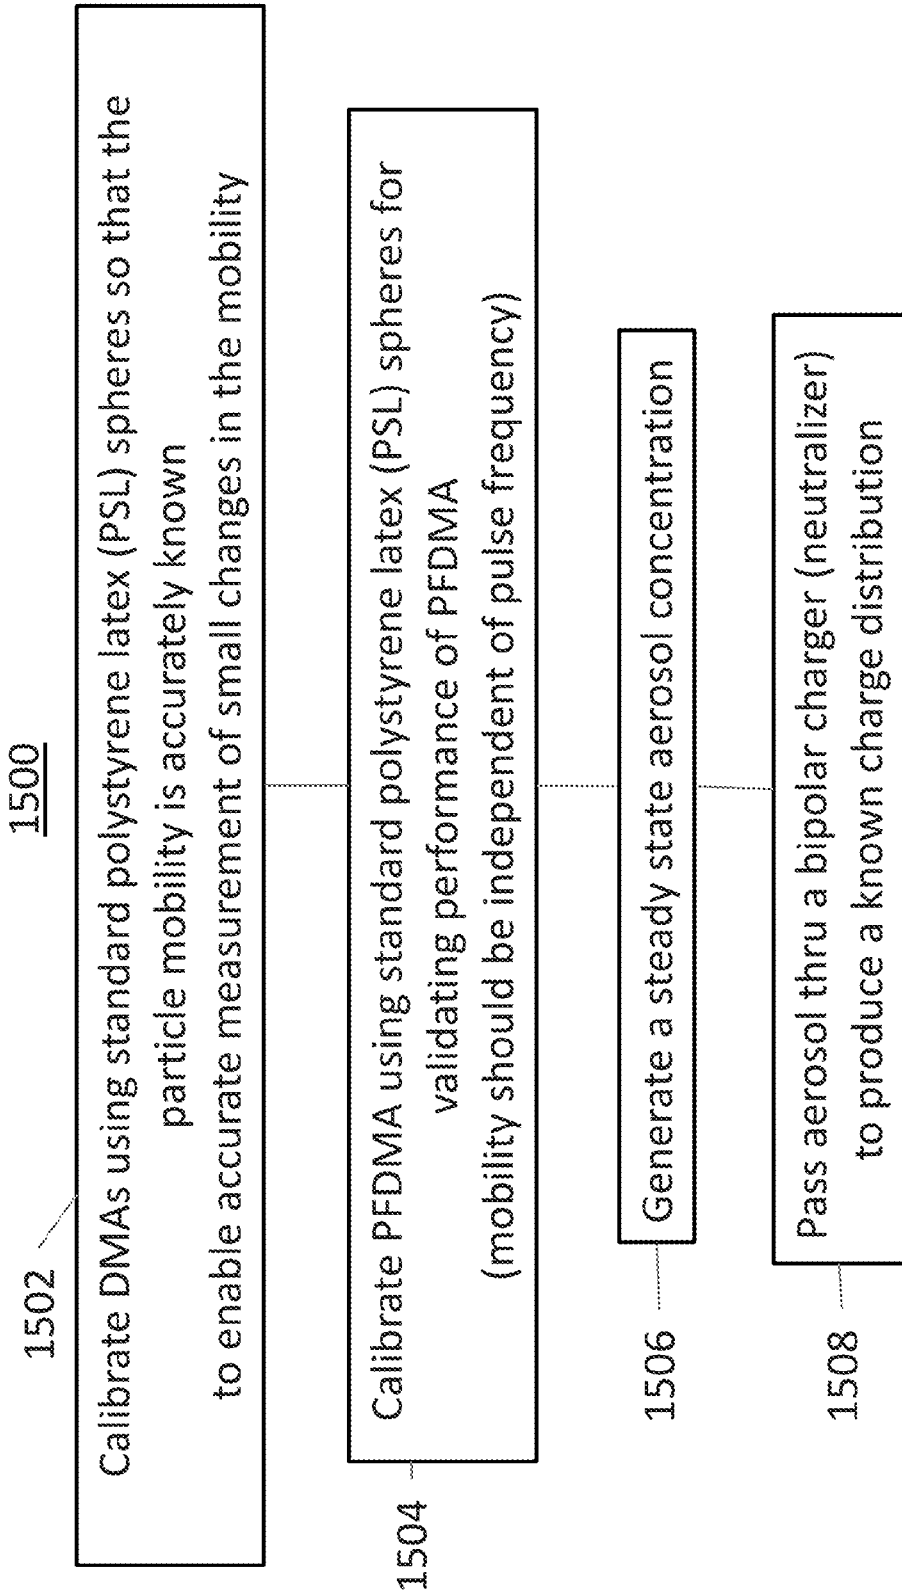 1500
1502
Calibrate DMAs using standard polystyrene latex (PSL) spheres so that the
particle mobility is accurately known
to enable accurate measurement of small changes in the mobility
1504
Calibrate PFDMA using standard polystyrene latex (PSL) spheres for
validating performance of PFDMA
(mobility should be independent of pulse frequency)
1506
Generate a steady state aerosol concentration
1508
Pass aerosol thru a bipolar charger (neutralizer)
to produce a known charge distribution